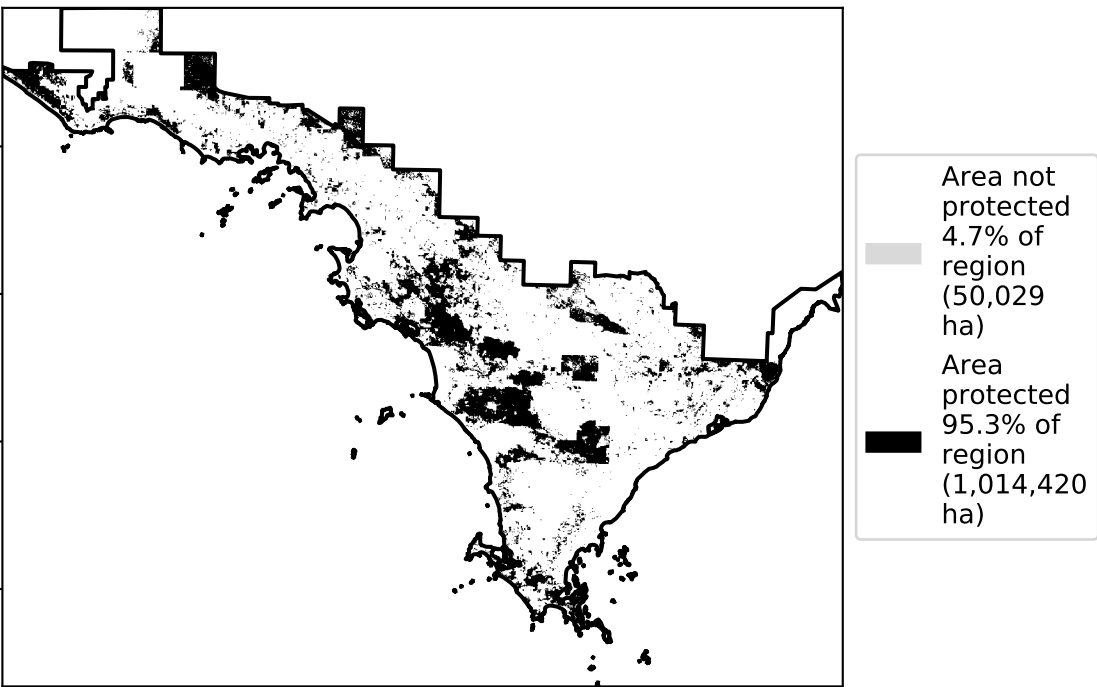 Area not
protected
4.7% of
region
(50,029
ha)
Area
protected
95.3% of
region
(1,014,420
ha)